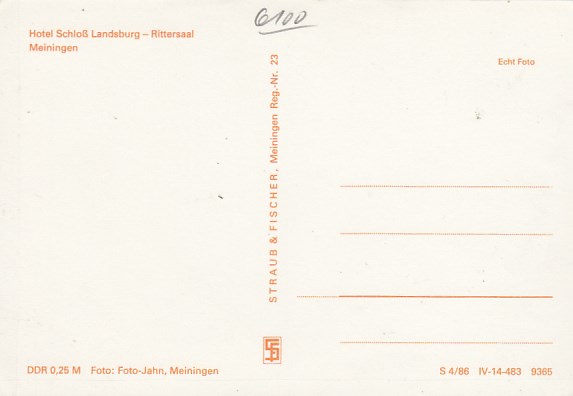 6100
Hotel Schloß Landsburg – Rittersaal
Meiningen
Echt Foto
STRAUB & FISCHER, Meiningen Reg.-Nr. 23
DDR 0,25 M Foto: Foto-Jahn, Meiningen
S 4/86 IV-14-483 9365